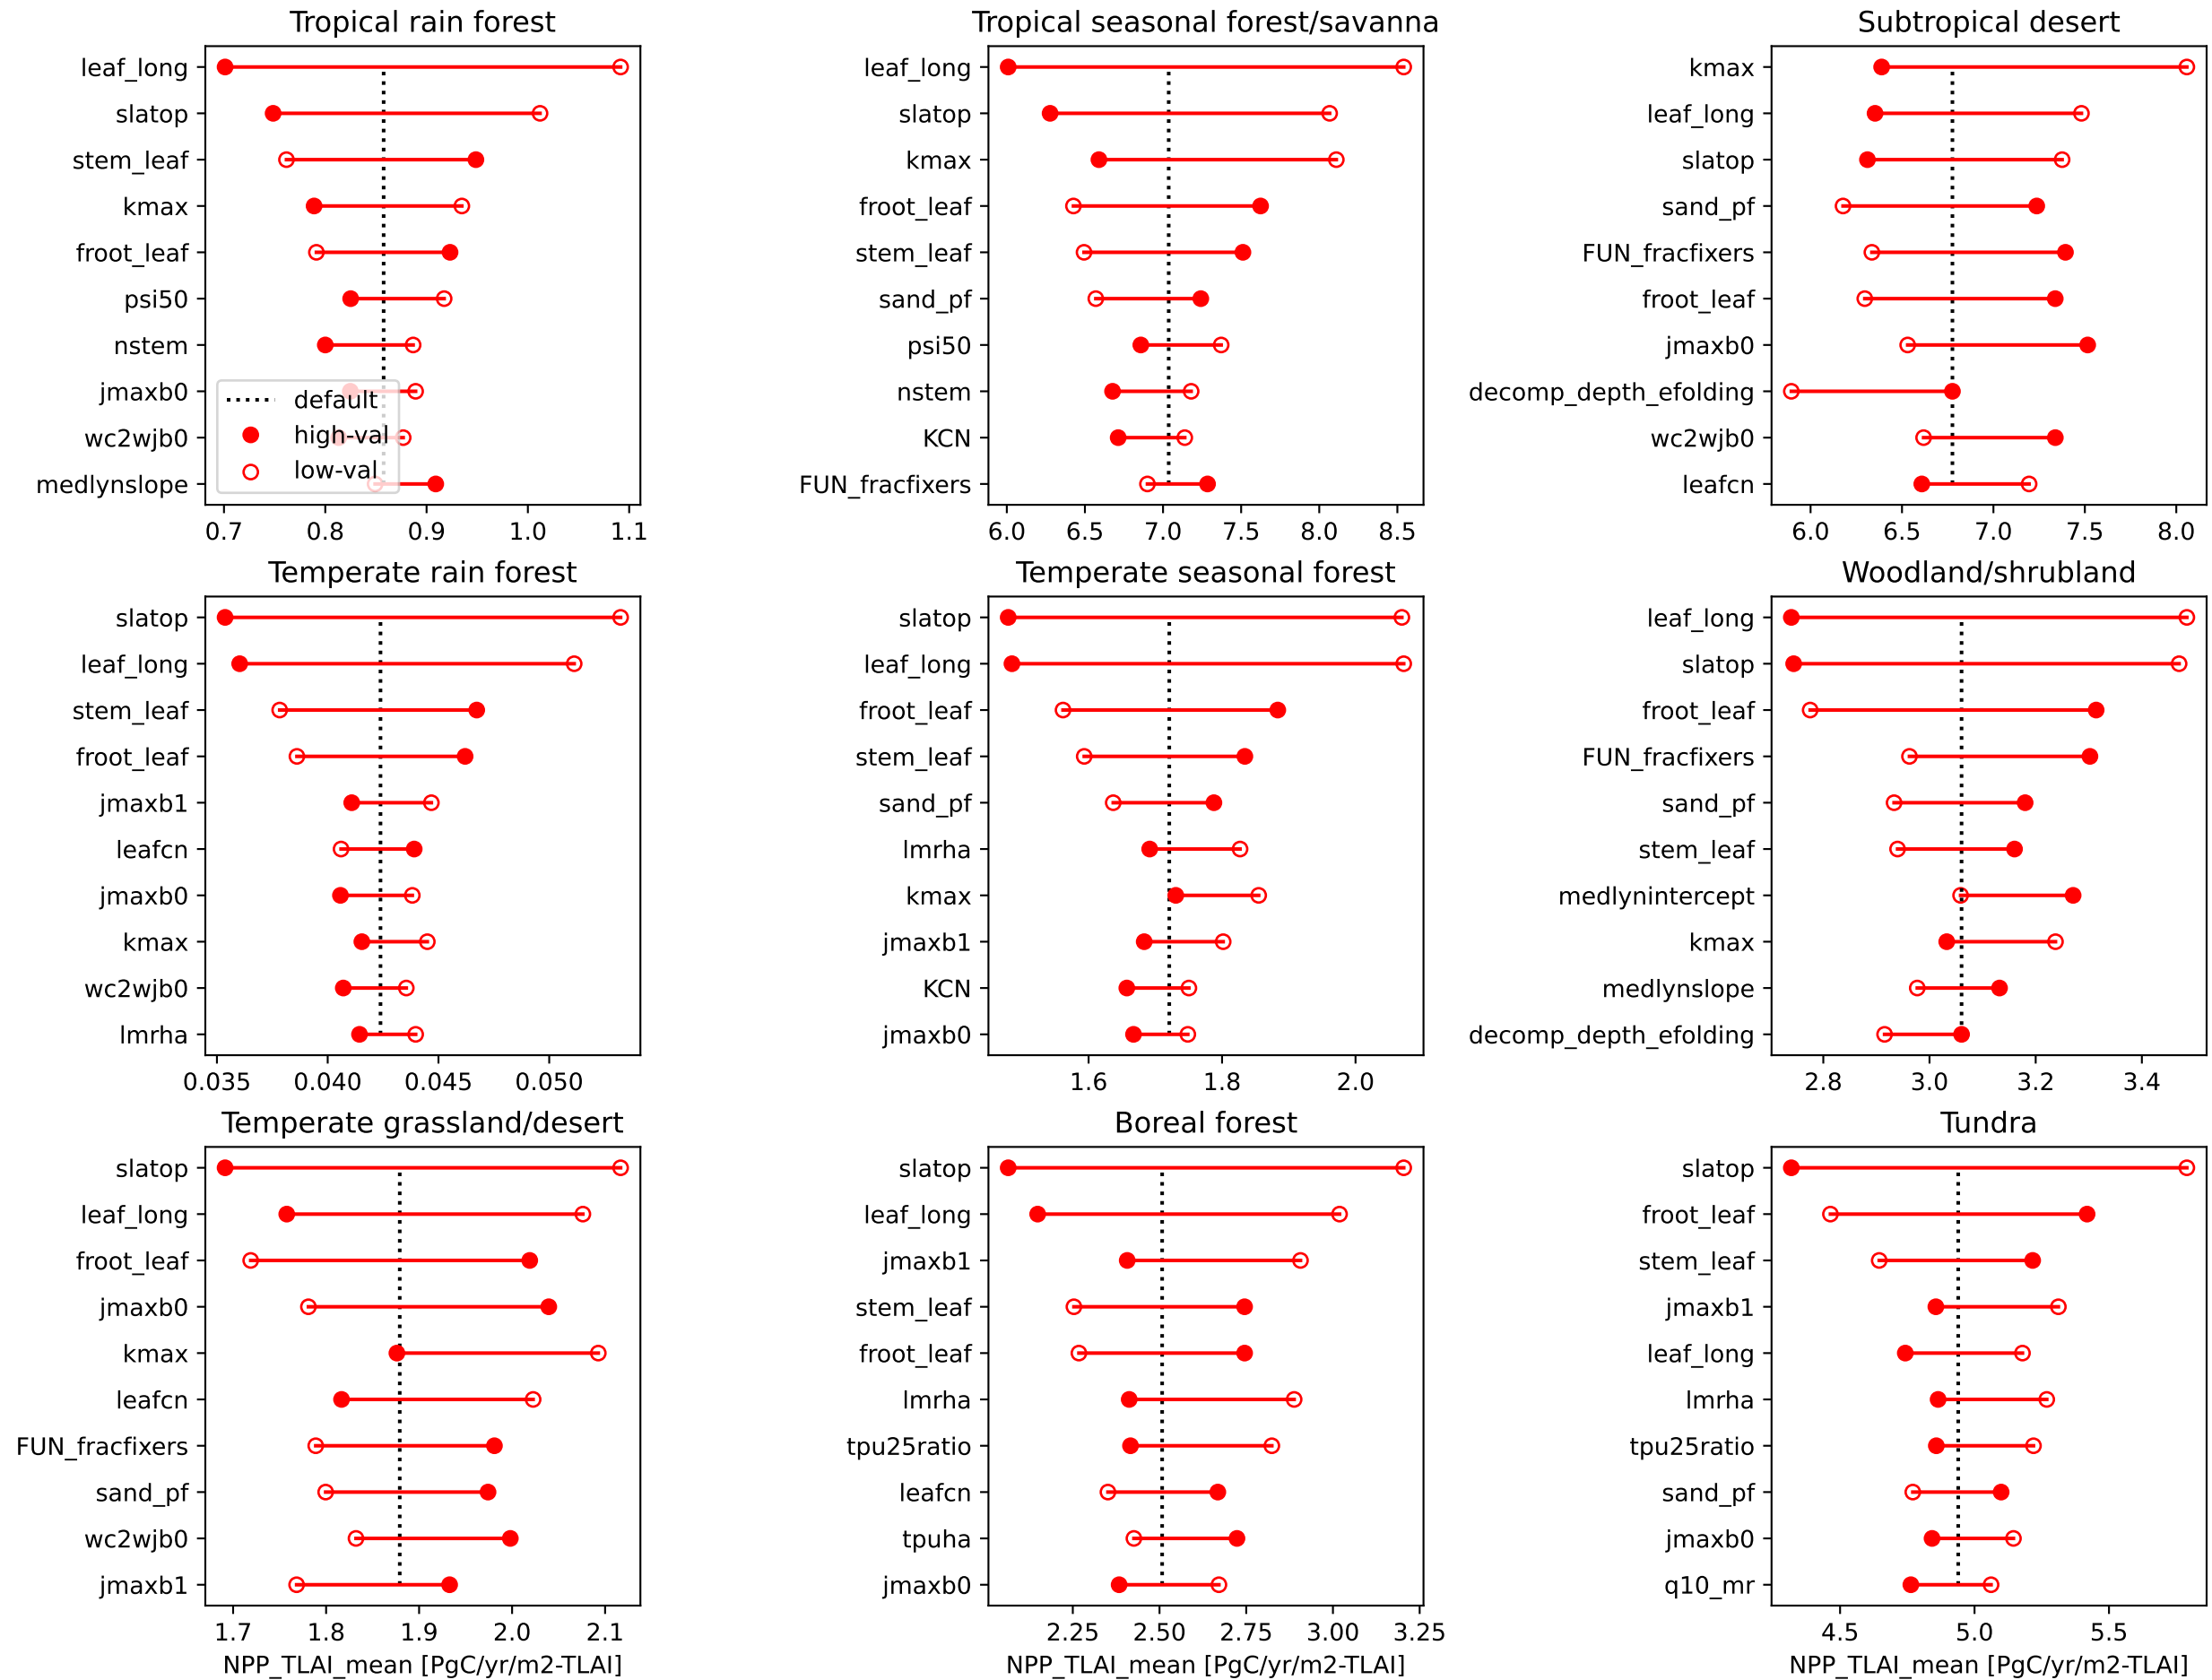 Tropical rain forest
leaf_long
slatop
stem_leaf
kmax
froot_leaf
psi50
nstem
jmaxb0
wc2wjb0
medlynslope
default
high-val
low-val
0.7 0.8 0.9 1.0 1.1
Tropical seasonal forest/savanna
leaf_long
slatop
kmax
froot_leaf
stem_leaf
sand_pf
psi50
nstem
KCN
FUN_fracfixers
6.0 6.5 7.0 7.5 8.0 8.5
Subtropical desert
kmax
leaf_long
slatop
sand_pf
FUN_fracfixers
froot_leaf
jmaxb0
decomp_depth_efolding
wc2wjb0
leafcn
6.0 6.5 7.0 7.5 8.0
Temperate rain forest
slatop
leaf_long
stem_leaf
froot_leaf
jmaxb1
leafcn
jmaxb0
kmax
wc2wjb0
lmrha
0.035 0.040 0.045 0.050
Temperate seasonal forest
slatop
leaf_long
froot_leaf
stem_leaf
sand_pf
lmrha
kmax
jmaxb1
KCN
jmaxb0
1.6 1.8 2.0
Woodland/shrubland
leaf_long
slatop
froot_leaf
FUN_fracfixers
sand_pf
stem_leaf
medlynintercept
kmax
medlynslope
decomp_depth_efolding
2.8 3.0 3.2 3.4
Temperate grassland/desert
slatop
leaf_long
froot_leaf
jmaxb0
kmax
leafcn
FUN_fracfixers
sand_pf
wc2wjb0
jmaxb1
1.7 1.8 1.9 2.0 2.1
NPP_TLAI_mean [PgC/yr/m2-TLAI]
Boreal forest
slatop
leaf_long
jmaxb1
stem_leaf
froot_leaf
lmrha
tpu25ratio
leafcn
tpuha
jmaxb0
2.25 2.50 2.75 3.00 3.25
NPP_TLAI_mean [PgC/yr/m2-TLAI]
Tundra
slatop
froot_leaf
stem_leaf
jmaxb1
leaf_long
lmrha
tpu25ratio
sand_pf
jmaxb0
q10_mr
4.5 5.0 5.5
NPP_TLAI_mean [PgC/yr/m2-TLAI]